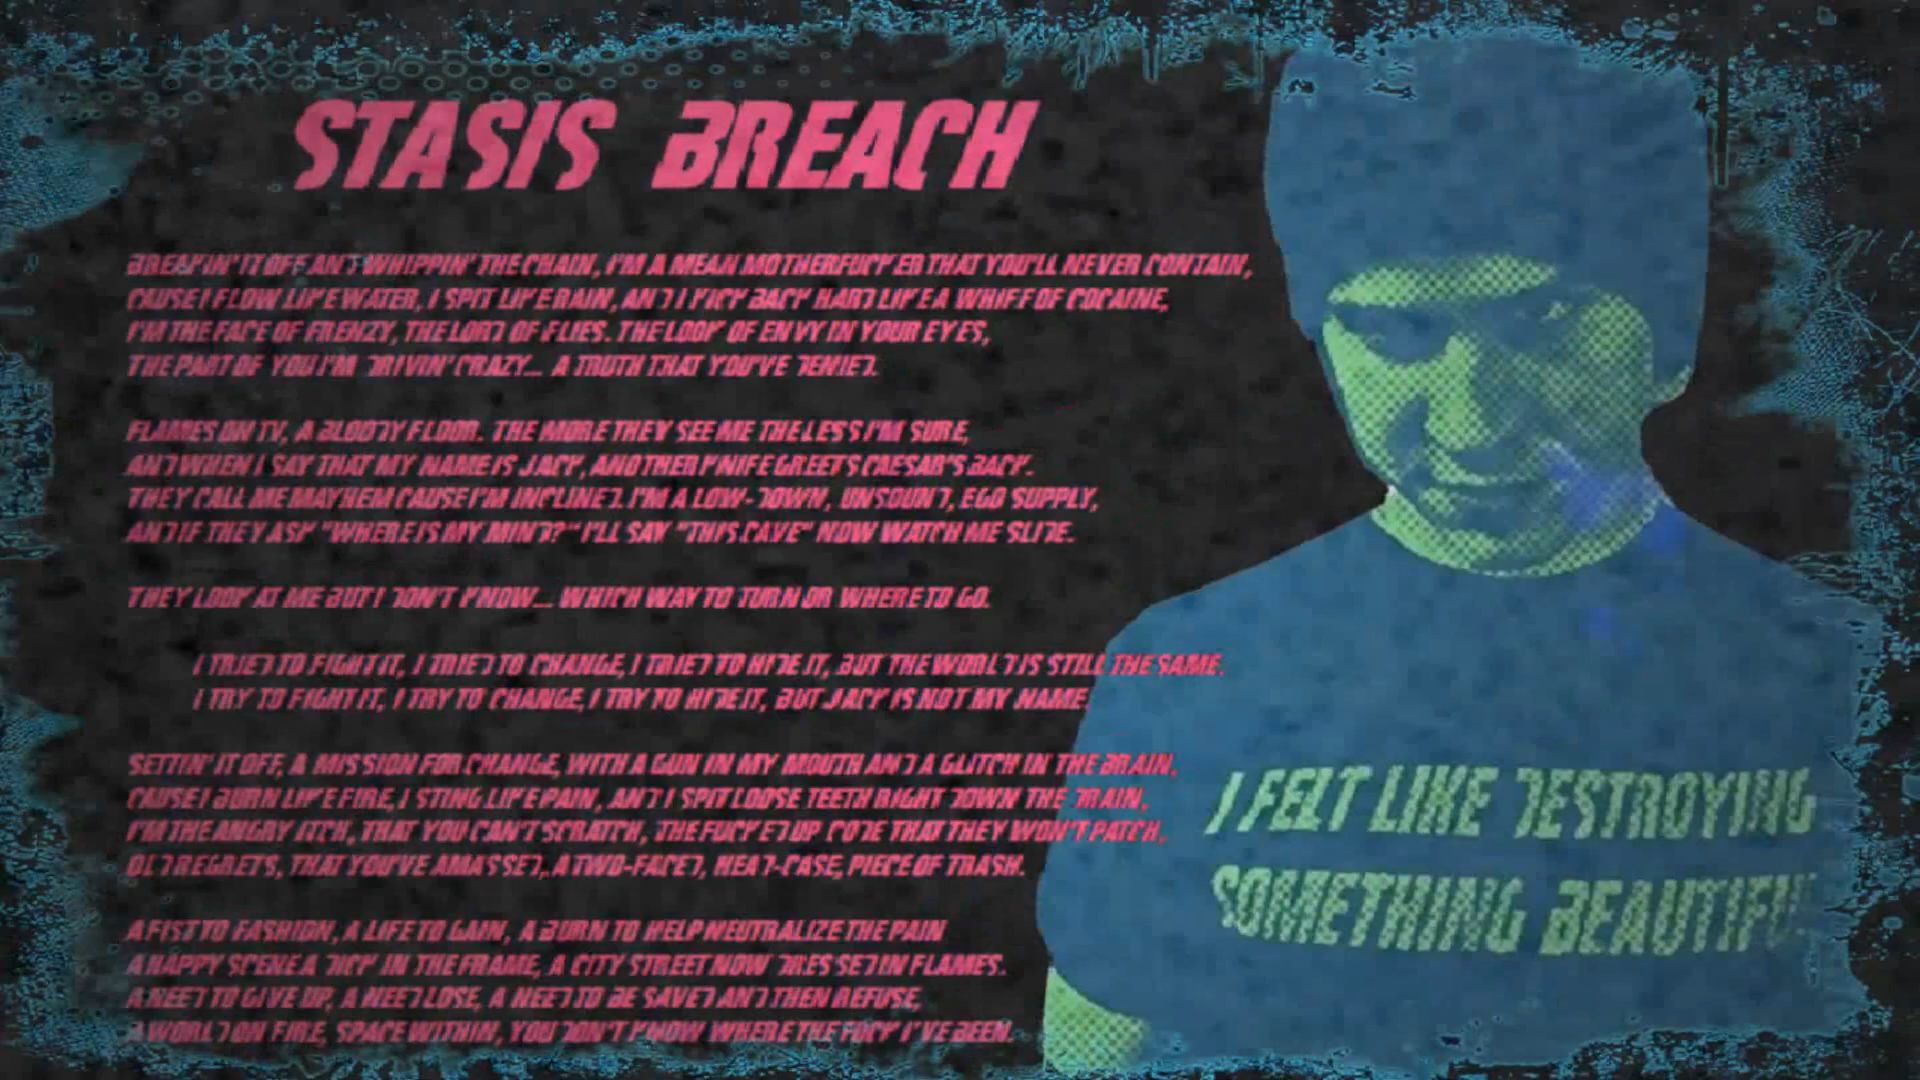 STASIS BREACH
BREAKIN' IT OFF AND WHIPPIN' THE CHAIN, I'M A MEAN MOTHERFUCKER THAT YOU'LL NEVER CONTAIN,
CAUSE I FLOW LIKE WATER, I SPIT LIKE RAIN, AND I KICK BACK HARD LIKE A WHIFF OF COCAINE,
I'M THE FACE OF FRENZY, THE LORD OF FLIES. THE LOOK OF ENVY IN YOUR EYES,
THE PART OF YOU I'M DRIVIN' CRAZY... A TRUTH THAT YOU'VE DENIED.
FLAMES ON TV, A BLOODY FLOOR. THE MORE THEY SEE ME THE LESS I'M SURE,
AND WHEN I SAY THAT MY NAME IS JACK, ANOTHER KNIFE GREETS CAESAR'S BACK.
THEY CALL ME MAYHEM CAUSE I'M INCLINED. I'M A LOW-DOWN, UNSOUND, EGO SUPPLY,
AND IF THEY ASK "WHERE IS MY MIND?" I'LL SAY "THIS CAVE" NOW WATCH ME SLIDE.
THEY LOOK AT ME BUT I DON'T KNOW... WHICH WAY TO TURN OR WHERE TO GO.
I TRIED TO FIGHT IT, I TRIED TO CHANGE, I TRIED TO HIDE IT, BUT THE WORLD IS STILL THE SAME.
I TRY TO FIGHT IT, I TRY TO CHANGE, I TRY TO HIDE IT, BUT JACK IS NOT MY NAME!
SETTIN' IT OFF, A MISSION FOR CHANGE, WITH A GUN IN MY MOUTH AND A GLITCH IN THE BRAIN,
CAUSE I BURN LIKE FIRE, I STING LIKE PAIN, AND I SPIT LOOSE TEETH RIGHT DOWN THE DRAIN,
I'M THE ANGRY ITCH, THAT YOU CAN'T SCRATCH, THE FUCKED UP CODE THAT THEY WON'T PATCH,
OLD REGRETS, THAT YOU'VE AMASSED, A TWO-FACED, HEAD-CASE, PIECE OF TRASH.
A FIST TO FASHION, A LIFE TO GAIN, A BURN TO HELP NEUTRALIZE THE PAIN
A HAPPY SCENE A DICK IN THE FRAME, A CITY STREET NOW DRESSED IN FLAMES.
A NEED TO GIVE UP, A NEED LOSE, A NEED TO BE SAVED AND THEN REFUSE,
A WORLD ON FIRE, SPACE WITHIN, YOU DON'T KNOW WHERE THE FUCK I'VE BEEN.
I FELT LIKE DESTROYING
SOMETHING BEAUTIFU